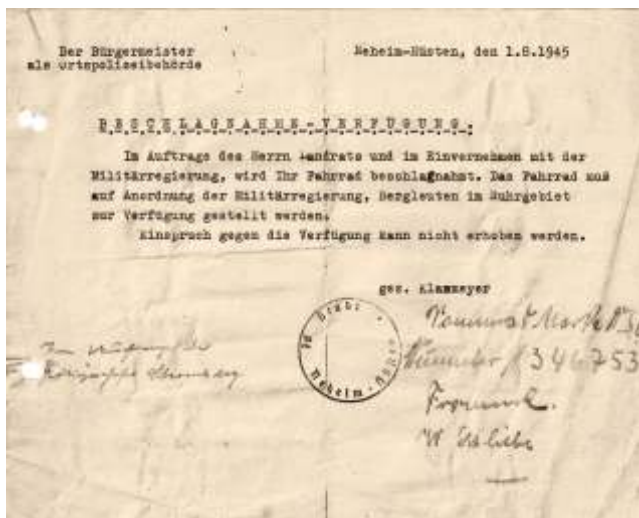 Der Bürgermeister
als Ortspolizeibehörde
Neheim-Hüsten, den 1.8.1945
BESCHLAGNAHME-VERFÜGUNG.
Im Auftrage des Herrn Landrats und im Einvernehmen mit der
Militärregierung, wird Ihr Fahrrad beschlagnahmt. Das Fahrrad muß
auf Anordnung der Militärregierung, Bergleuten im Ruhrgebiet
zur Verfügung gestellt werden.
Einspruch gegen die Verfügung kann nicht erhoben werden.
gez. Klammeyer
Stadt
Neheim-Hüsten
Nummer 346753